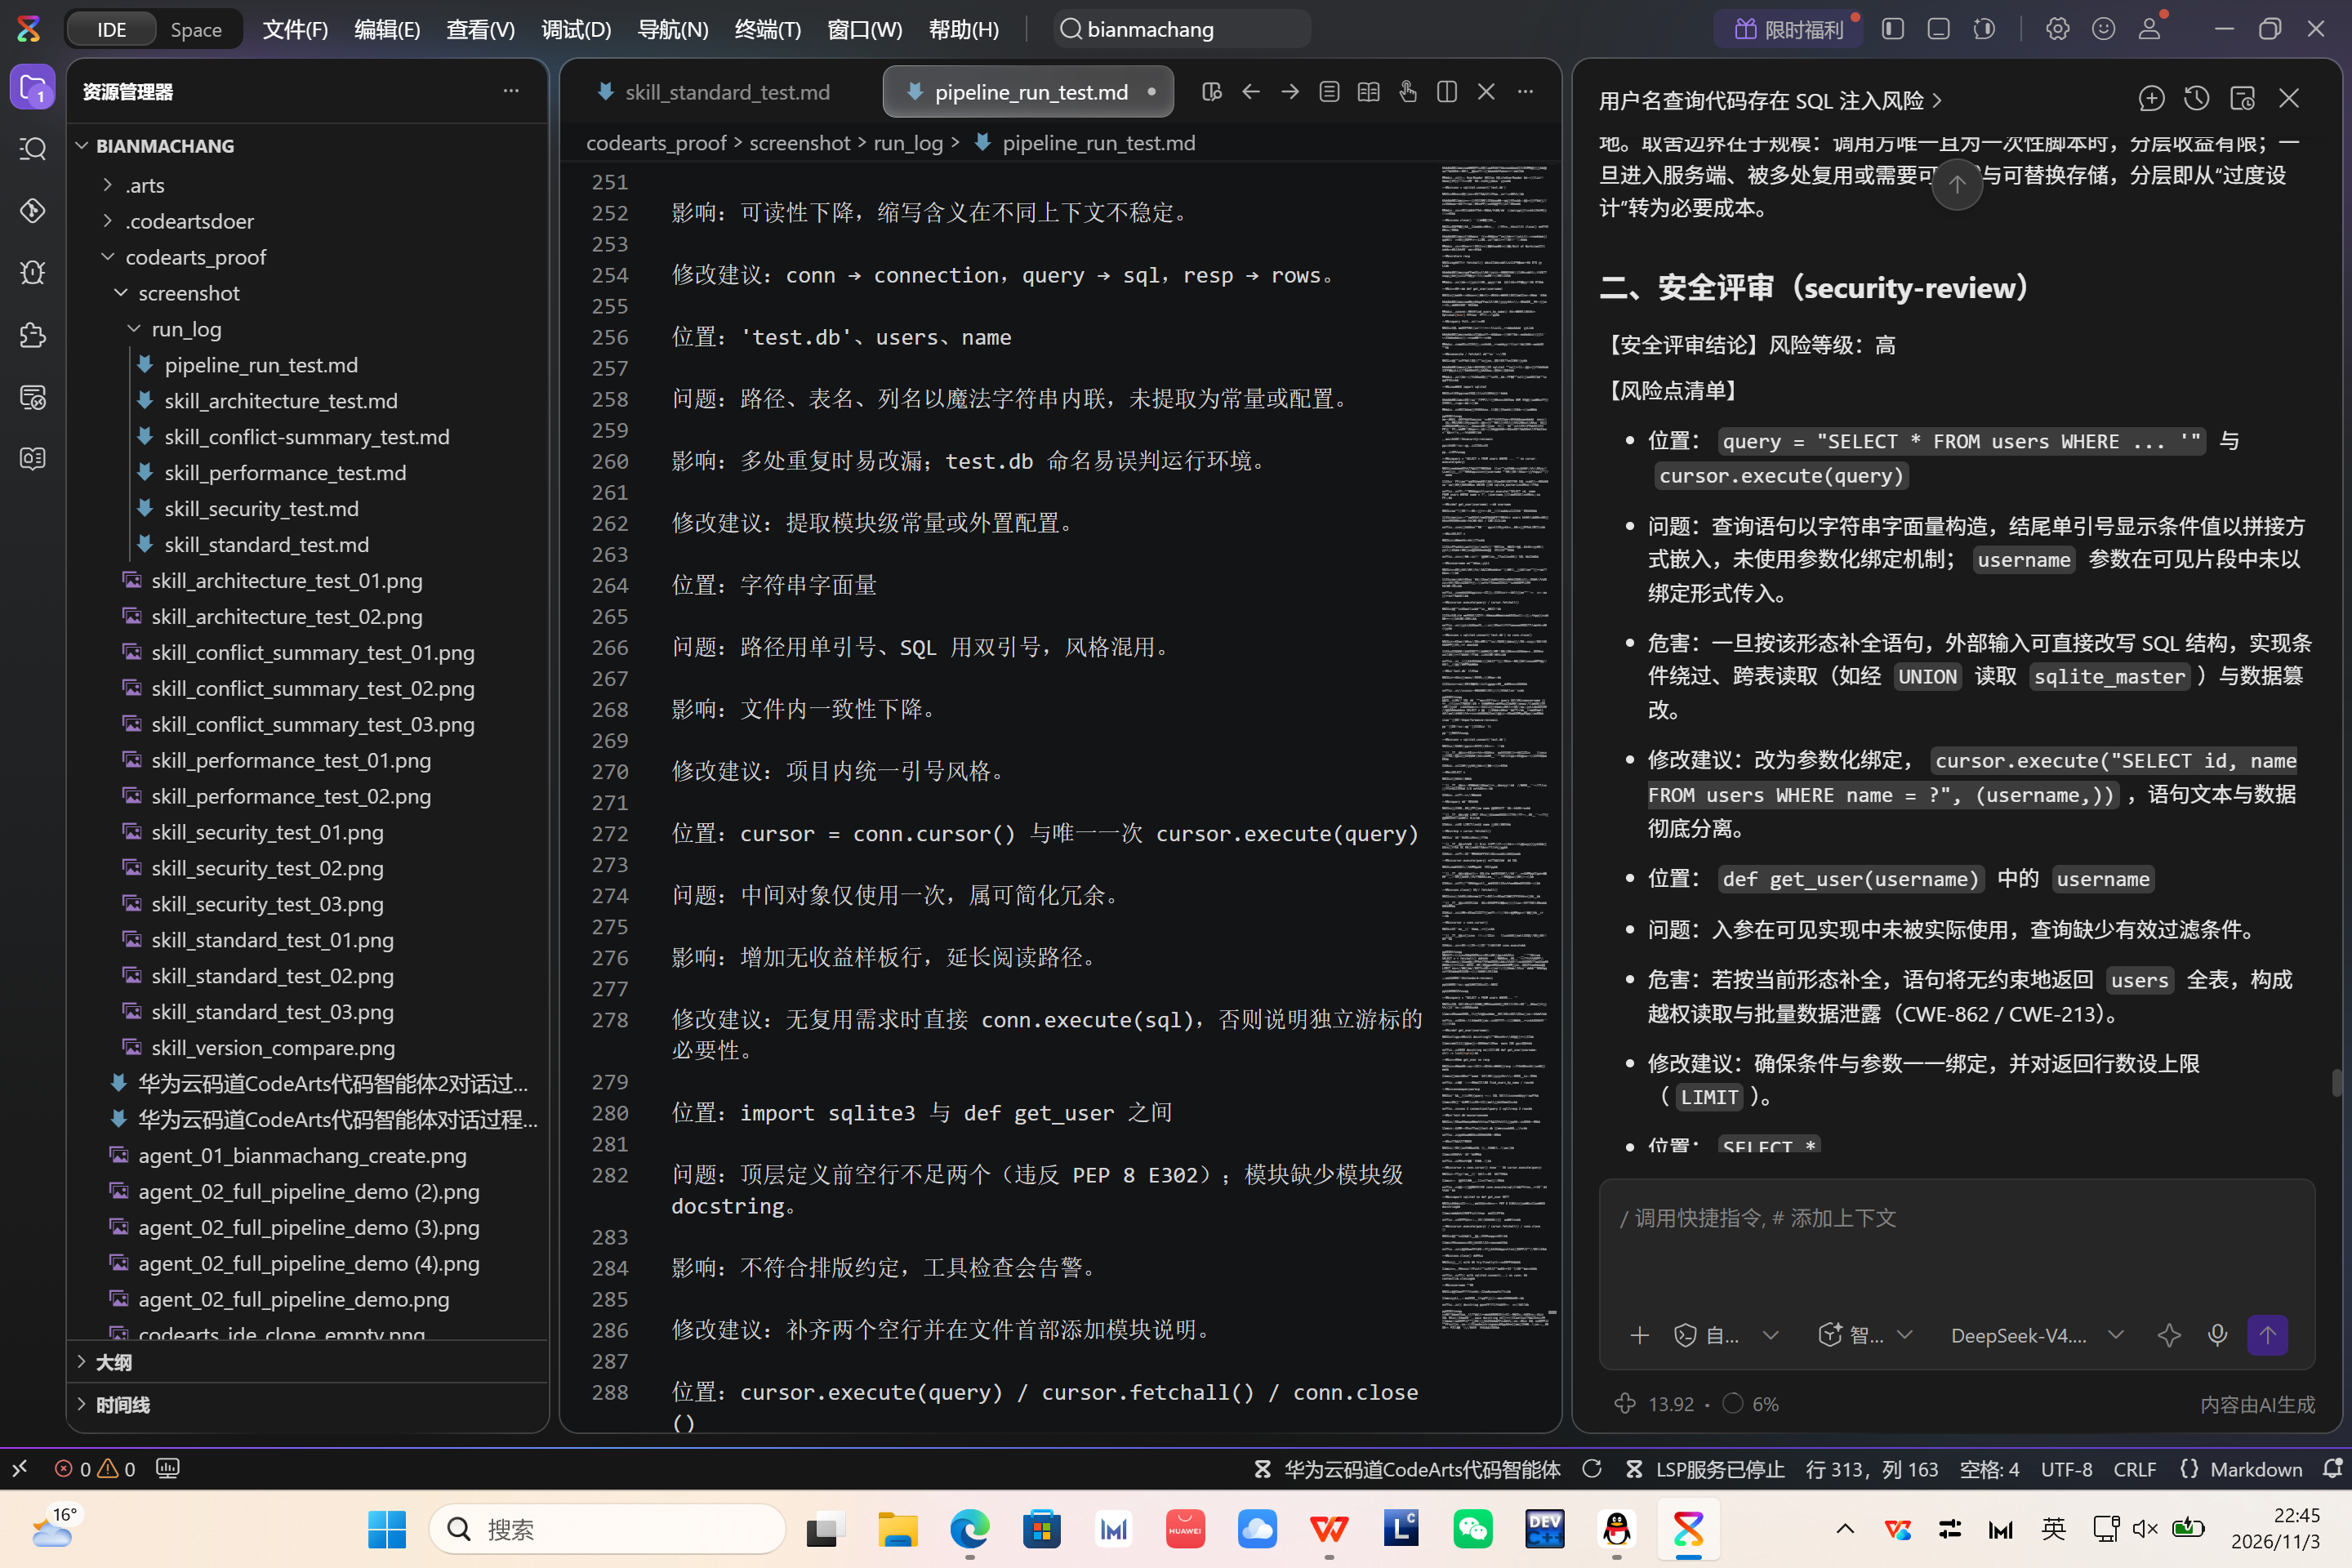 IDE
Space
文件(F)
编辑(E)
查看(V)
调试(D)
导航(N)
终端(T)
窗口(W)
帮助(H)
bianmachang
限时福利
1
资源管理器
BIANMACHANG
.arts
.codeartsdoer
codearts_proof
screenshot
run_log
pipeline_run_test.md
skill_architecture_test.md
skill_conflict-summary_test.md
skill_performance_test.md
skill_security_test.md
skill_standard_test.md
skill_architecture_test_01.png
skill_architecture_test_02.png
skill_conflict_summary_test_01.png
skill_conflict_summary_test_02.png
skill_conflict_summary_test_03.png
skill_performance_test_01.png
skill_performance_test_02.png
skill_security_test_01.png
skill_security_test_02.png
skill_security_test_03.png
skill_standard_test_01.png
skill_standard_test_02.png
skill_standard_test_03.png
skill_version_compare.png
华为云码道CodeArts代码智能体2对话过...
华为云码道CodeArts代码智能体对话过程...
agent_01_bianmachang_create.png
agent_02_full_pipeline_demo (2).png
agent_02_full_pipeline_demo (3).png
agent_02_full_pipeline_demo (4).png
agent_02_full_pipeline_demo.png
codearts_ide_clone_empty.png
大纲
时间线
skill_standard_test.md
pipeline_run_test.md
codearts_proof > screenshot > run_log > pipeline_run_test.md
251
252 影响：可读性下降，缩写含义在不同上下文不稳定。
253
254 修改建议：conn → connection，query → sql，resp → rows。
255
256 位置：'test.db'、users、name
257
258 问题：路径、表名、列名以魔法字符串内联，未提取为常量或配置。
259
260 影响：多处重复时易改漏；test.db 命名易误判运行环境。
261
262 修改建议：提取模块级常量或外置配置。
263
264 位置：字符串字面量
265
266 问题：路径用单引号、SQL 用双引号，风格混用。
267
268 影响：文件内一致性下降。
269
270 修改建议：项目内统一引号风格。
271
272 位置：cursor = conn.cursor() 与唯一一次 cursor.execute(query)
273
274 问题：中间对象仅使用一次，属可简化冗余。
275
276 影响：增加无收益样板行，延长阅读路径。
277
278 修改建议：无复用需求时直接 conn.execute(sql)，否则说明独立游标的
必要性。
279
280 位置：import sqlite3 与 def get_user 之间
281
282 问题：顶层定义前空行不足两个（违反 PEP 8 E302）；模块缺少模块级
docstring。
283
284 影响：不符合排版约定，工具检查会告警。
285
286 修改建议：补齐两个空行并在文件首部添加模块说明。
287
288 位置：cursor.execute(query) / cursor.fetchall() / conn.close
()
用户名查询代码存在 SQL 注入风险
地。取舍边界在于规模：调用方唯一且为一次性脚本时，分层收益有限；一
旦进入服务端、被多处复用或需要可 与可替换存储，分层即从“过度设
计”转为必要成本。
二、安全评审（security-review）
【安全评审结论】风险等级：高
【风险点清单】
• 位置： query = "SELECT * FROM users WHERE ... '" 与
cursor.execute(query)
• 问题：查询语句以字符串字面量构造，结尾单引号显示条件值以拼接方
式嵌入，未使用参数化绑定机制； username 参数在可见片段中未以
绑定形式传入。
• 危害：一旦按该形态补全语句，外部输入可直接改写 SQL 结构，实现条
件绕过、跨表读取（如经 UNION 读取 sqlite_master ）与数据篡
改。
• 修改建议：改为参数化绑定， cursor.execute("SELECT id, name
FROM users WHERE name = ?", (username,)) ，语句文本与数据
彻底分离。
• 位置： def get_user(username) 中的 username
• 问题：入参在可见实现中未被实际使用，查询缺少有效过滤条件。
• 危害：若按当前形态补全，语句将无约束地返回 users 全表，构成
越权读取与批量数据泄露（CWE-862 / CWE-213）。
• 修改建议：确保条件与参数一一绑定，并对返回行数设上限
（ LIMIT ）。
• 位置： SELECT *
/ 调用快捷指令, # 添加上下文
自...
智...
DeepSeek-V4....
13.92 · 6%
内容由AI生成
0 0
华为云码道CodeArts代码智能体
LSP服务已停止
行 313，列 163
空格: 4
UTF-8
CRLF
Markdown
16°
搜索
HUAWEI
DEV
C++
英
22:45
2026/11/3